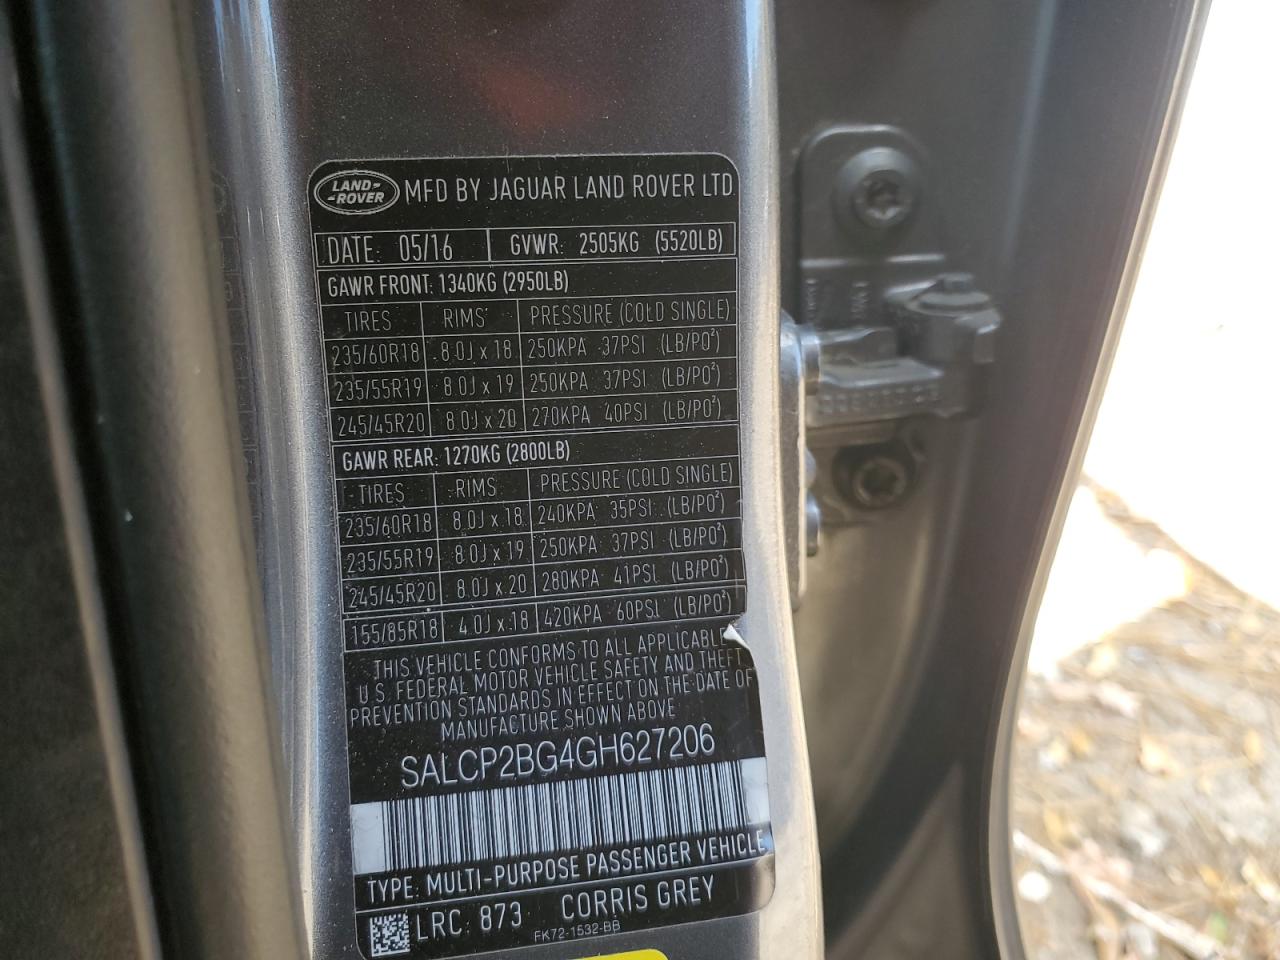 LAND-
-ROVER
MFD BY JAGUAR LAND ROVER LTD
DATE: 05/16 GVWR: 2505KG (5520LB)
GAWR FRONT: 1340KG (2950LB)
TIRES RIMS PRESSURE (COLD SINGLE)
235/60R18 8.0J x 18 250KPA 37PSI (LB/PO²)
235/55R19 8.0J x 19 250KPA 37PSI (LB/PO²)
245/45R20 8.0J x 20 270KPA 40PSI (LB/PO²)
GAWR REAR: 1270KG (2800LB)
TIRES RIMS PRESSURE (COLD SINGLE)
235/60R18 8.0J x 18 240KPA 35PSI (LB/PO²)
235/55R19 8.0J x 19 250KPA 37PSI (LB/PO²)
245/45R20 8.0J x 20 280KPA 41PSI (LB/PO²)
155/85R18 4.0J x 18 420KPA 60PSI (LB/PO²)
THIS VEHICLE CONFORMS TO ALL APPLICABLE
U.S. FEDERAL MOTOR VEHICLE SAFETY AND THEFT
PREVENTION STANDARDS IN EFFECT ON THE DATE OF
MANUFACTURE SHOWN ABOVE
SALCP2BG4GH627206
TYPE: MULTI-PURPOSE PASSENGER VEHICLE
LRC: 873 CORRIS GREY
FK72-1532-BB